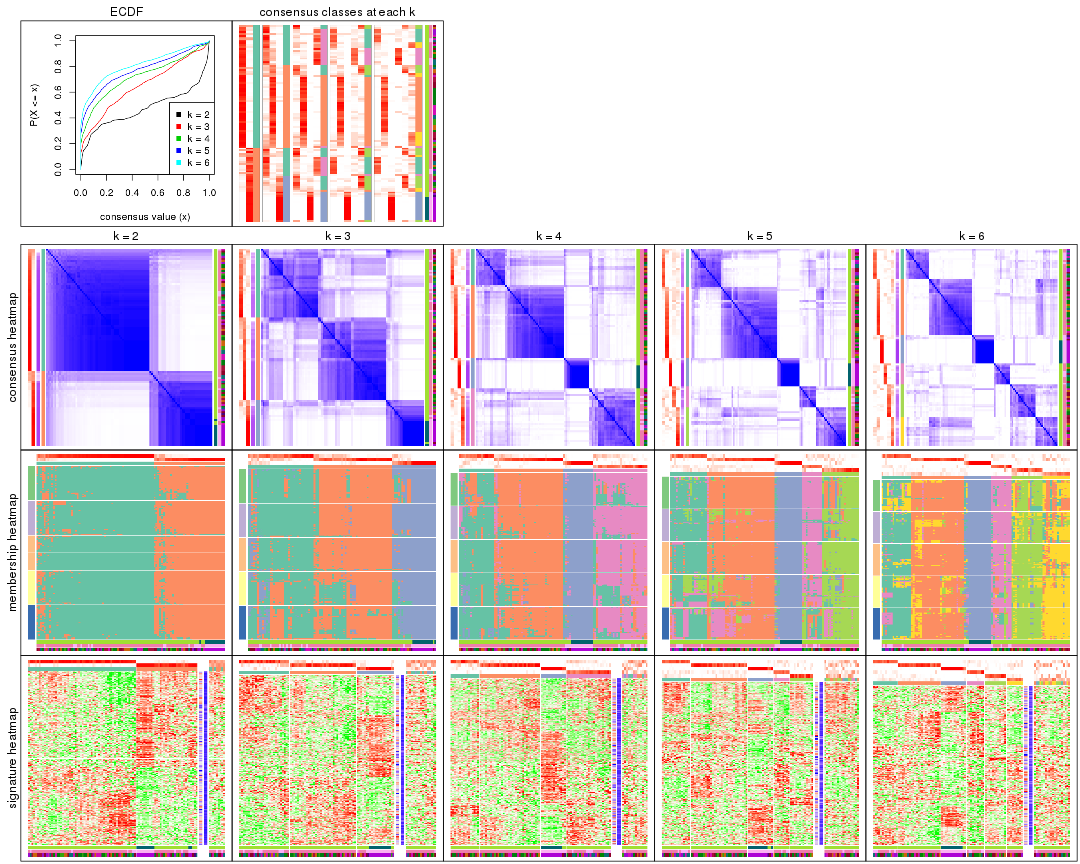 ECDF
consensus classes at each k
P(X <= x)
1.0
0.8
0.6
0.4
0.2
0.0
k = 2
k = 3
k = 4
k = 5
k = 6
0.0 0.2 0.4 0.6 0.8 1.0
consensus value (x)
k = 2 k = 3 k = 4 k = 5 k = 6
consensus heatmap
membership heatmap
signature heatmap